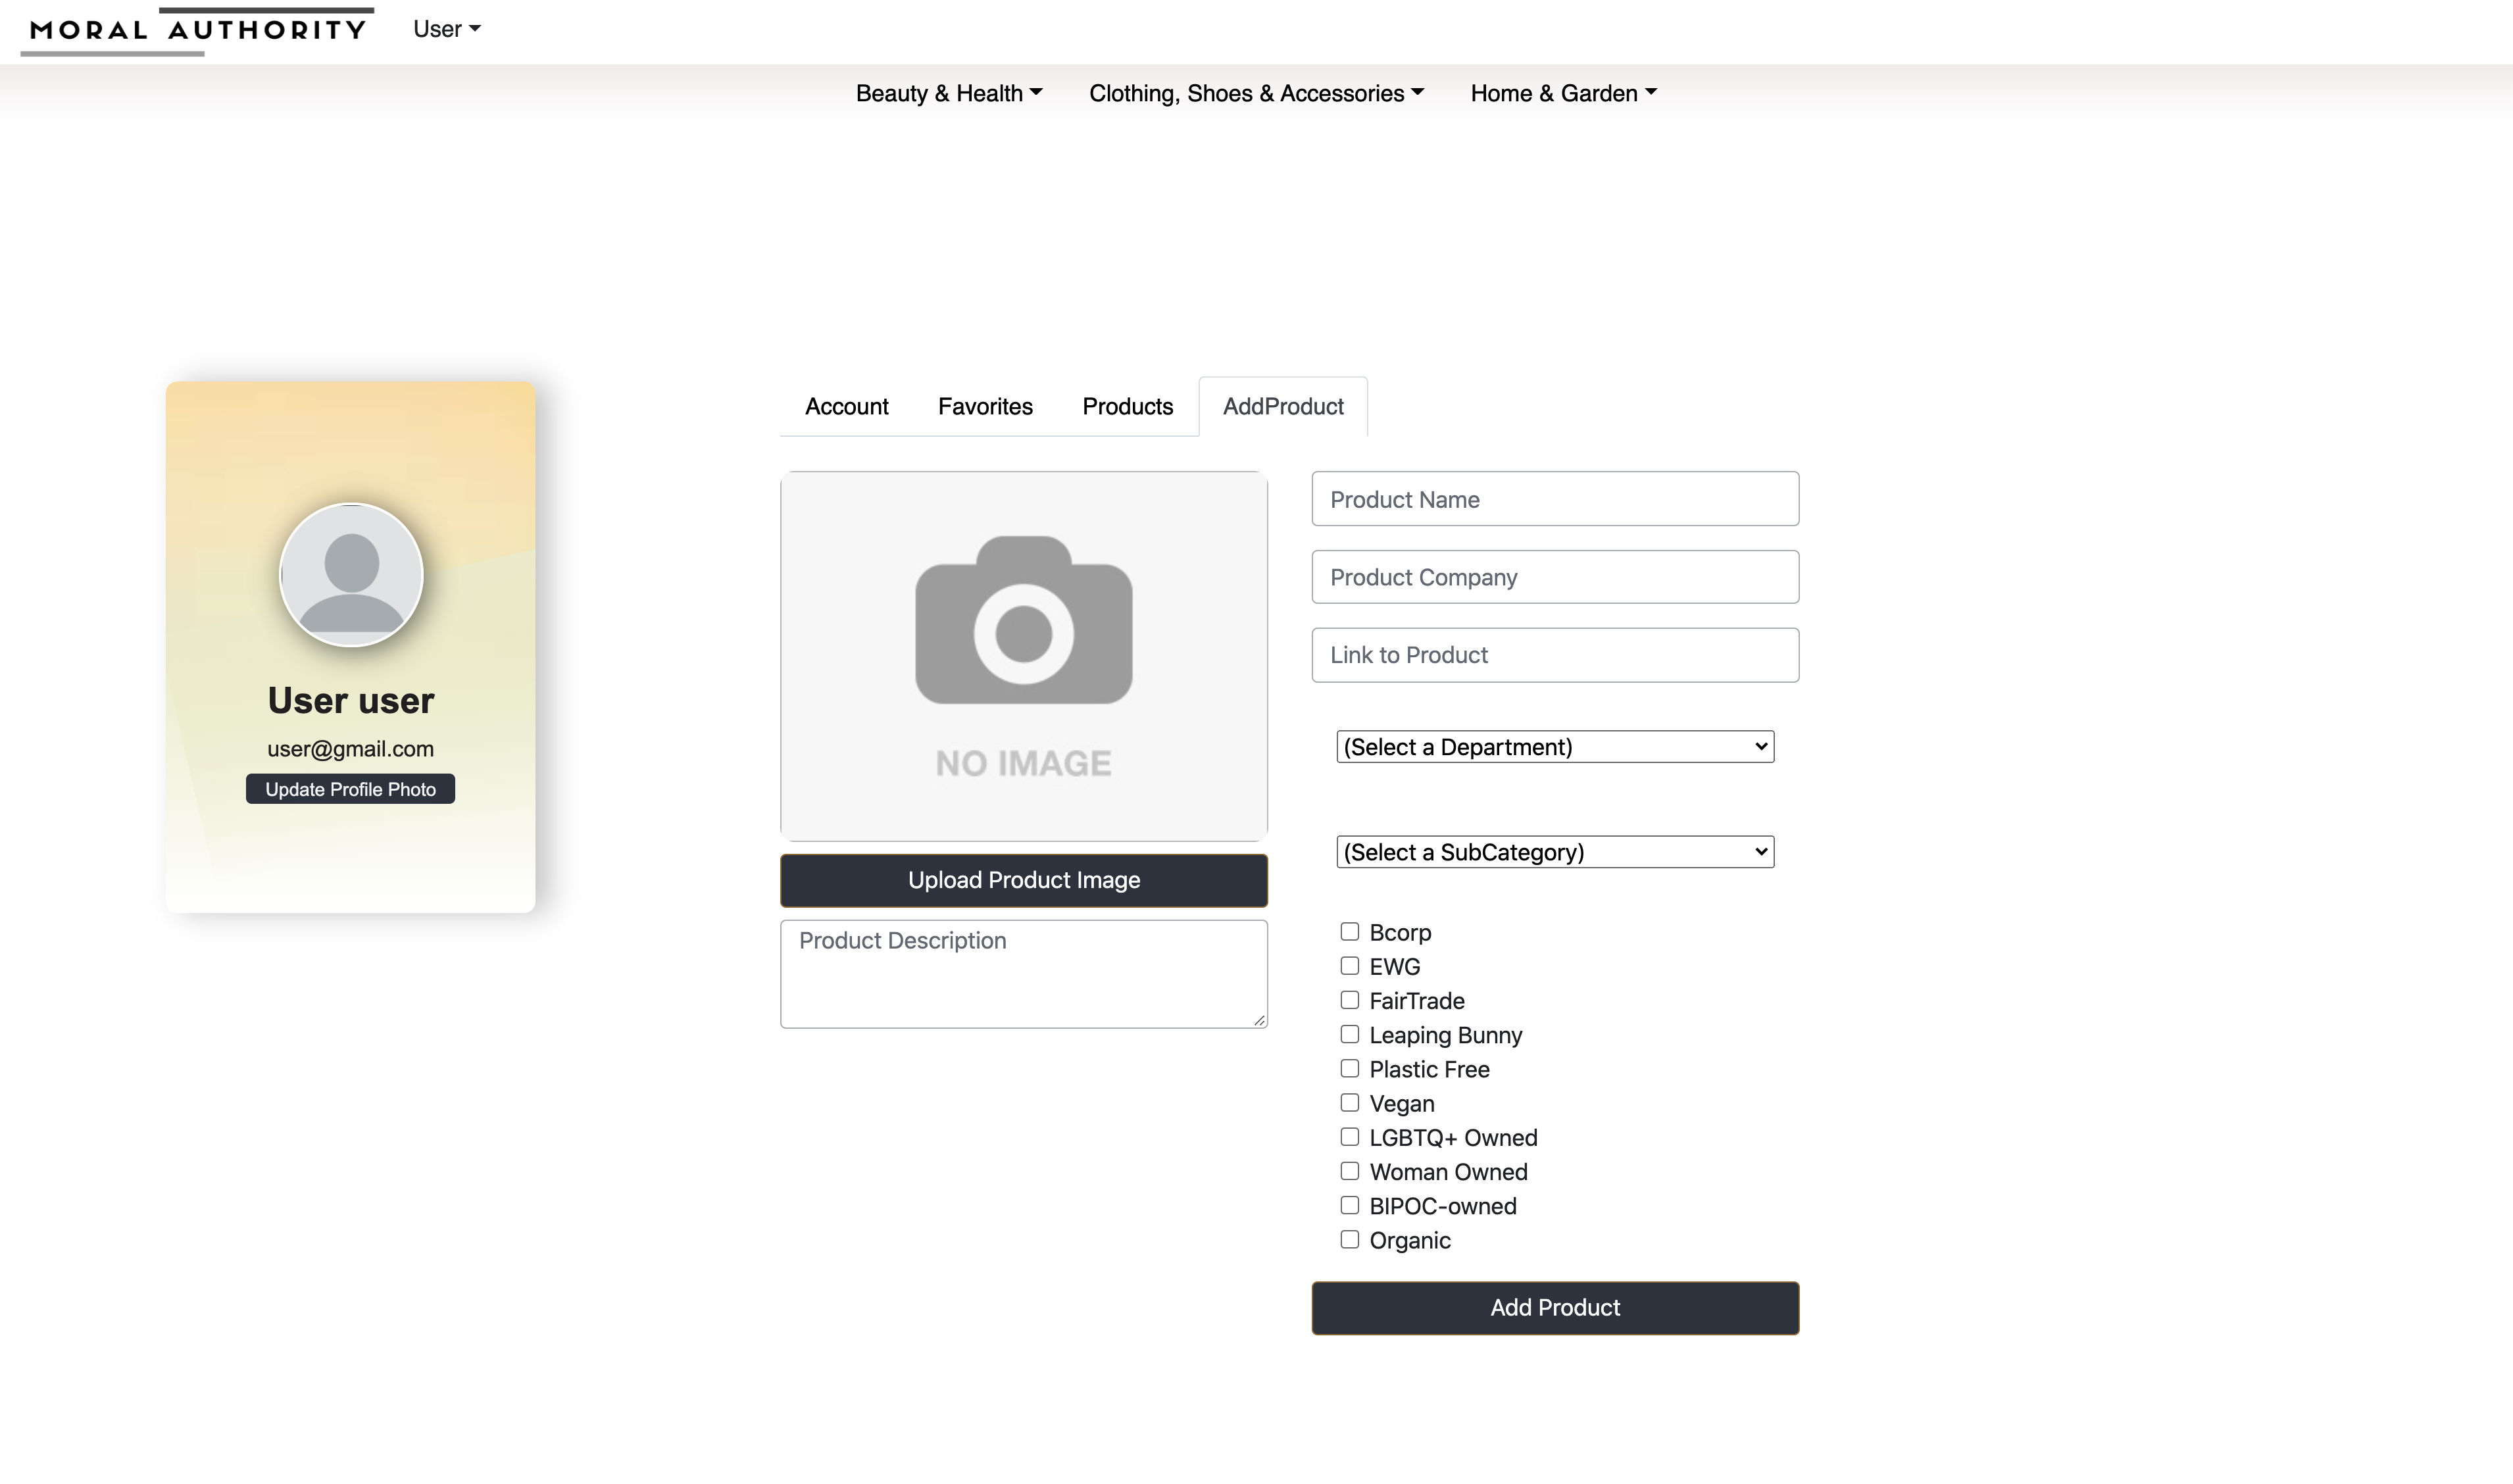 MORAL AUTHORITY
User
Beauty & Health
Clothing, Shoes & Accessories
Home & Garden
User user
user@gmail.com
Update Profile Photo
Account
Favorites
Products
AddProduct
NO IMAGE
Upload Product Image
Product Description
Product Name
Product Company
Link to Product
(Select a Department)
(Select a SubCategory)
Bcorp
EWG
FairTrade
Leaping Bunny
Plastic Free
Vegan
LGBTQ+ Owned
Woman Owned
BIPOC-owned
Organic
Add Product